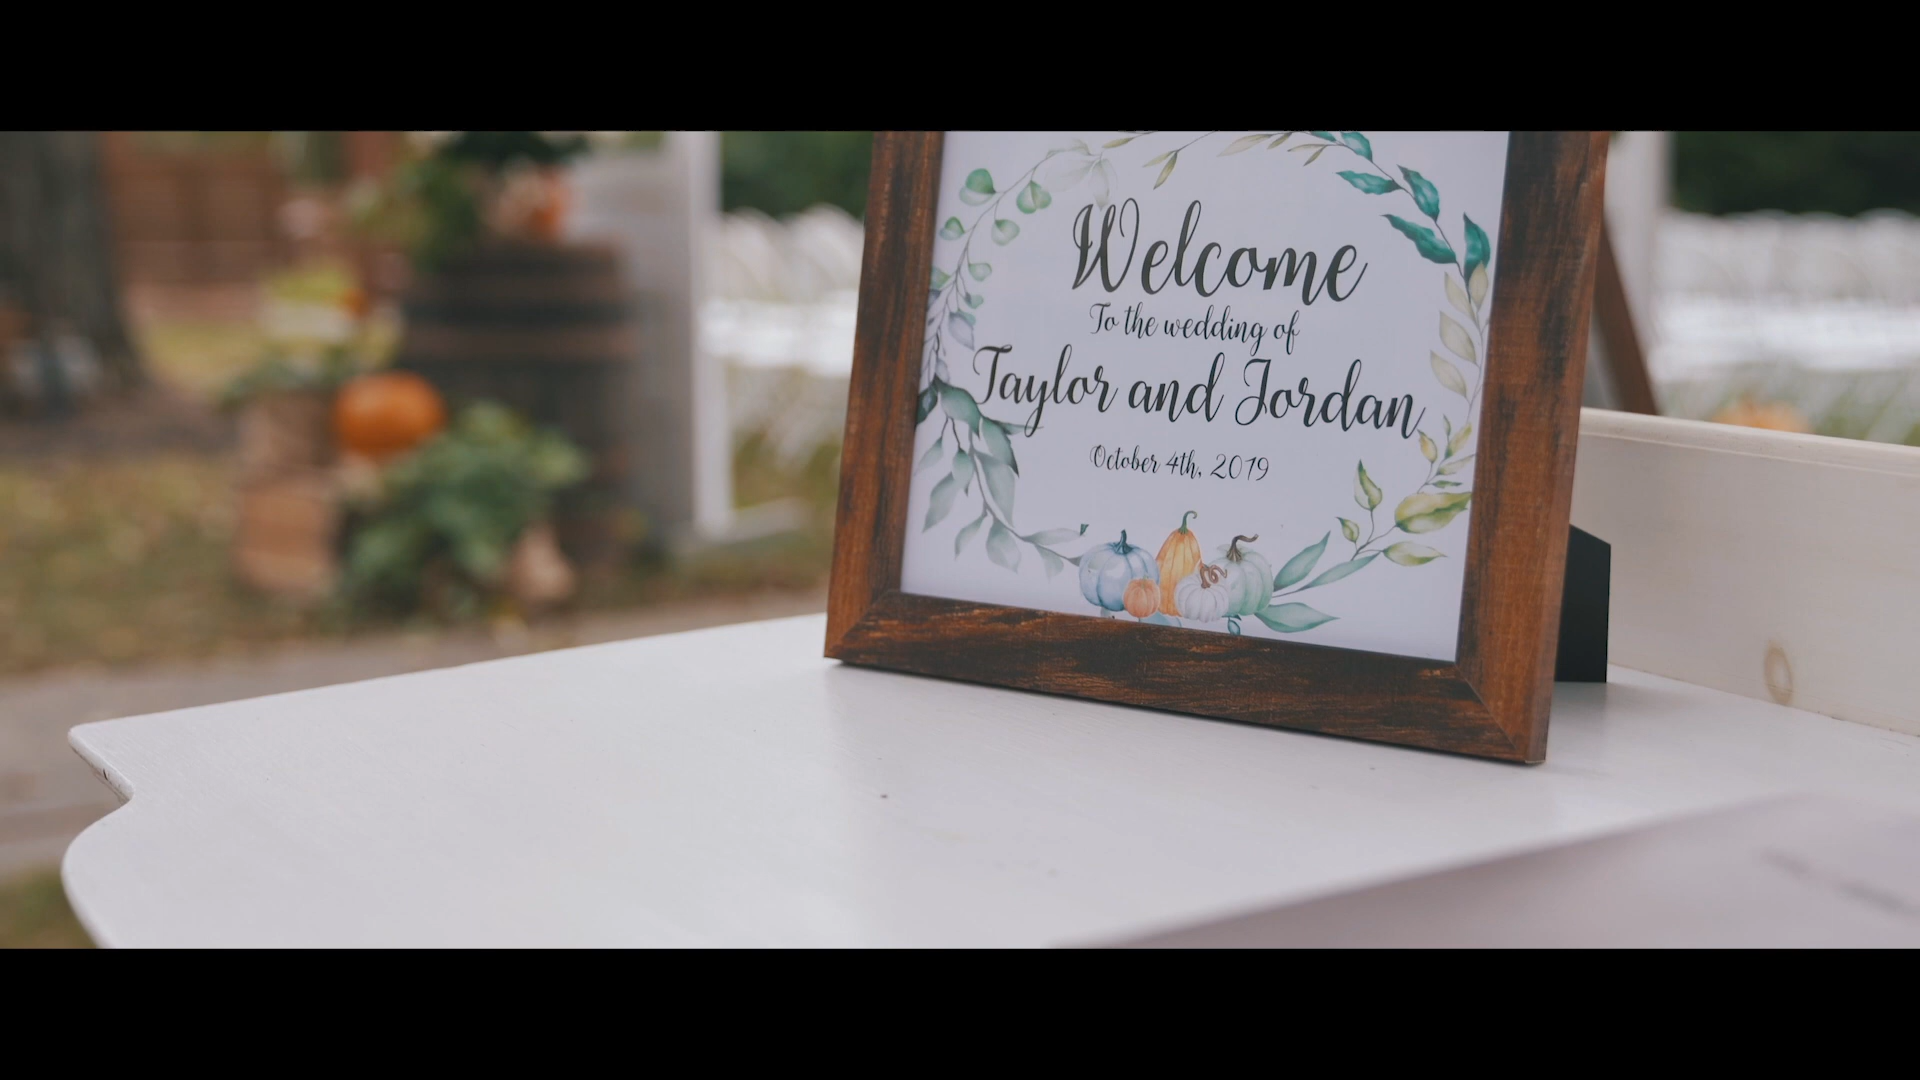 Welcome
To the wedding of
Taylor and Jordan
October 4th, 2019